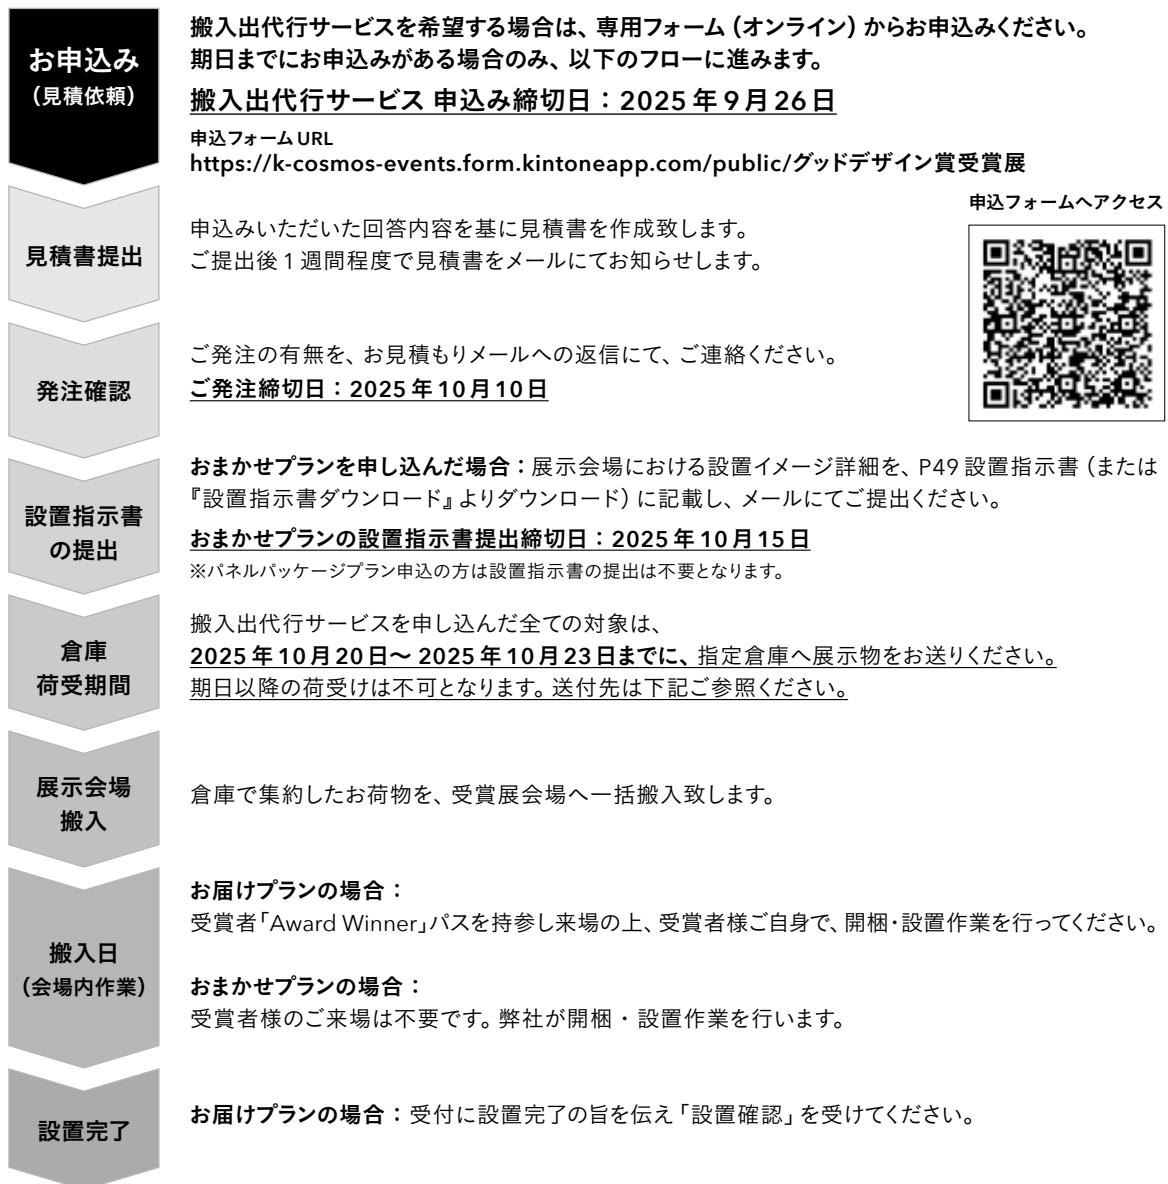 お申込み
（見積依頼）
搬入出代行サービスを希望する場合は、専用フォーム（オンライン）からお申込みください。
期日までにお申込みがある場合のみ、以下のフローに進みます。
搬入出代行サービス 申込み締切日：2025年9月26日
申込フォームURL
https://k-cosmos-events.form.kintoneapp.com/public/グッドデザイン賞受賞展
申込フォームへアクセス
見積書提出
申込みいただいた回答内容を基に見積書を作成致します。
ご提出後1週間程度で見積書をメールにてお知らせします。
発注確認
ご発注の有無を、お見積もりメールへの返信にて、ご連絡ください。
ご発注締切日：2025年10月10日
設置指示書
の提出
おまかせプランを申し込んだ場合：展示会場における設置イメージ詳細を、P49設置指示書（または
『設置指示書ダウンロード』よりダウンロード）に記載し、メールにてご提出ください。
おまかせプランの設置指示書提出締切日：2025年10月15日
※パネルパッケージプラン申込の方は設置指示書の提出は不要となります。
倉庫
荷受期間
搬入出代行サービスを申し込んだ全ての対象は、
2025年10月20日〜2025年10月23日までに、指定倉庫へ展示物をお送りください。
期日以降の荷受けは不可となります。送付先は下記ご参照ください。
展示会場
搬入
倉庫で集約したお荷物を、受賞展会場へ一括搬入致します。
搬入日
（会場内作業）
お届けプランの場合：
受賞者「Award Winner」パスを持参し来場の上、受賞者様ご自身で、開梱・設置作業を行ってください。
おまかせプランの場合：
受賞者様のご来場は不要です。弊社が開梱・設置作業を行います。
設置完了
お届けプランの場合：受付に設置完了の旨を伝え「設置確認」を受けてください。